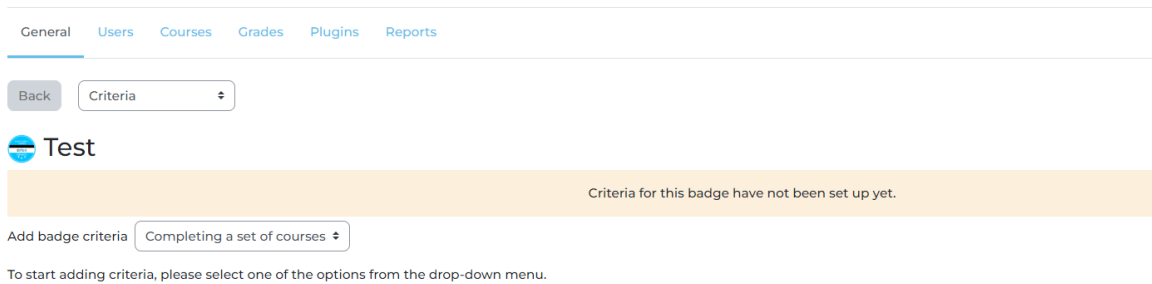 General Users Courses Grades Plugins Reports
Back Criteria
Test
Criteria for this badge have not been set up yet.
Add badge criteria Completing a set of courses
To start adding criteria, please select one of the options from the drop-down menu.